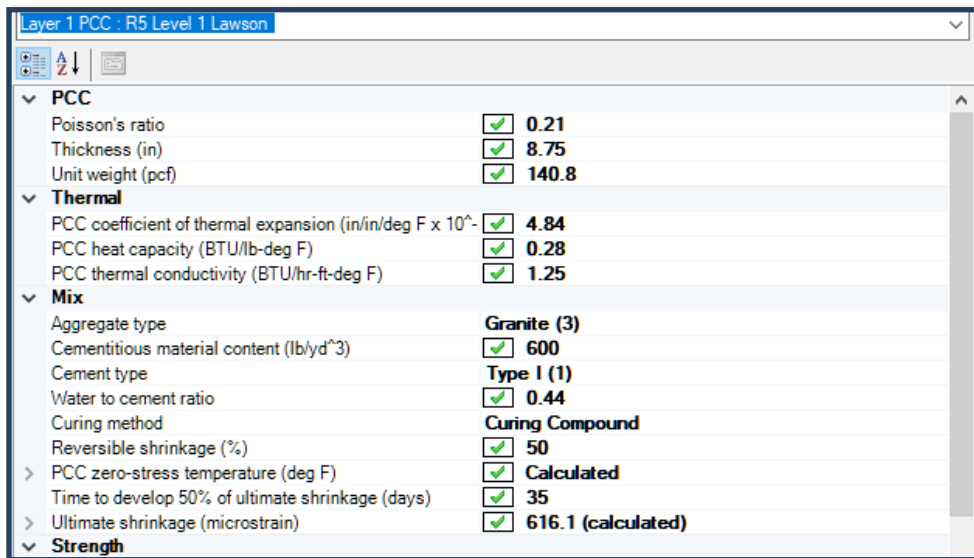 Layer 1 PCC : R5 Level 1 Lawson
A Z
PCC
Poisson's ratio 0.21
Thickness (in) 8.75
Unit weight (pcf) 140.8
Thermal
PCC coefficient of thermal expansion (in/in/deg F x 10^- 4.84
PCC heat capacity (BTU/lb-deg F) 0.28
PCC thermal conductivity (BTU/hr-ft-deg F) 1.25
Mix
Aggregate type Granite (3)
Cementitious material content (lb/yd^3) 600
Cement type Type I (1)
Water to cement ratio 0.44
Curing method Curing Compound
Reversible shrinkage (%) 50
PCC zero-stress temperature (deg F) Calculated
Time to develop 50% of ultimate shrinkage (days) 35
Ultimate shrinkage (microstrain) 616.1 (calculated)
Strength